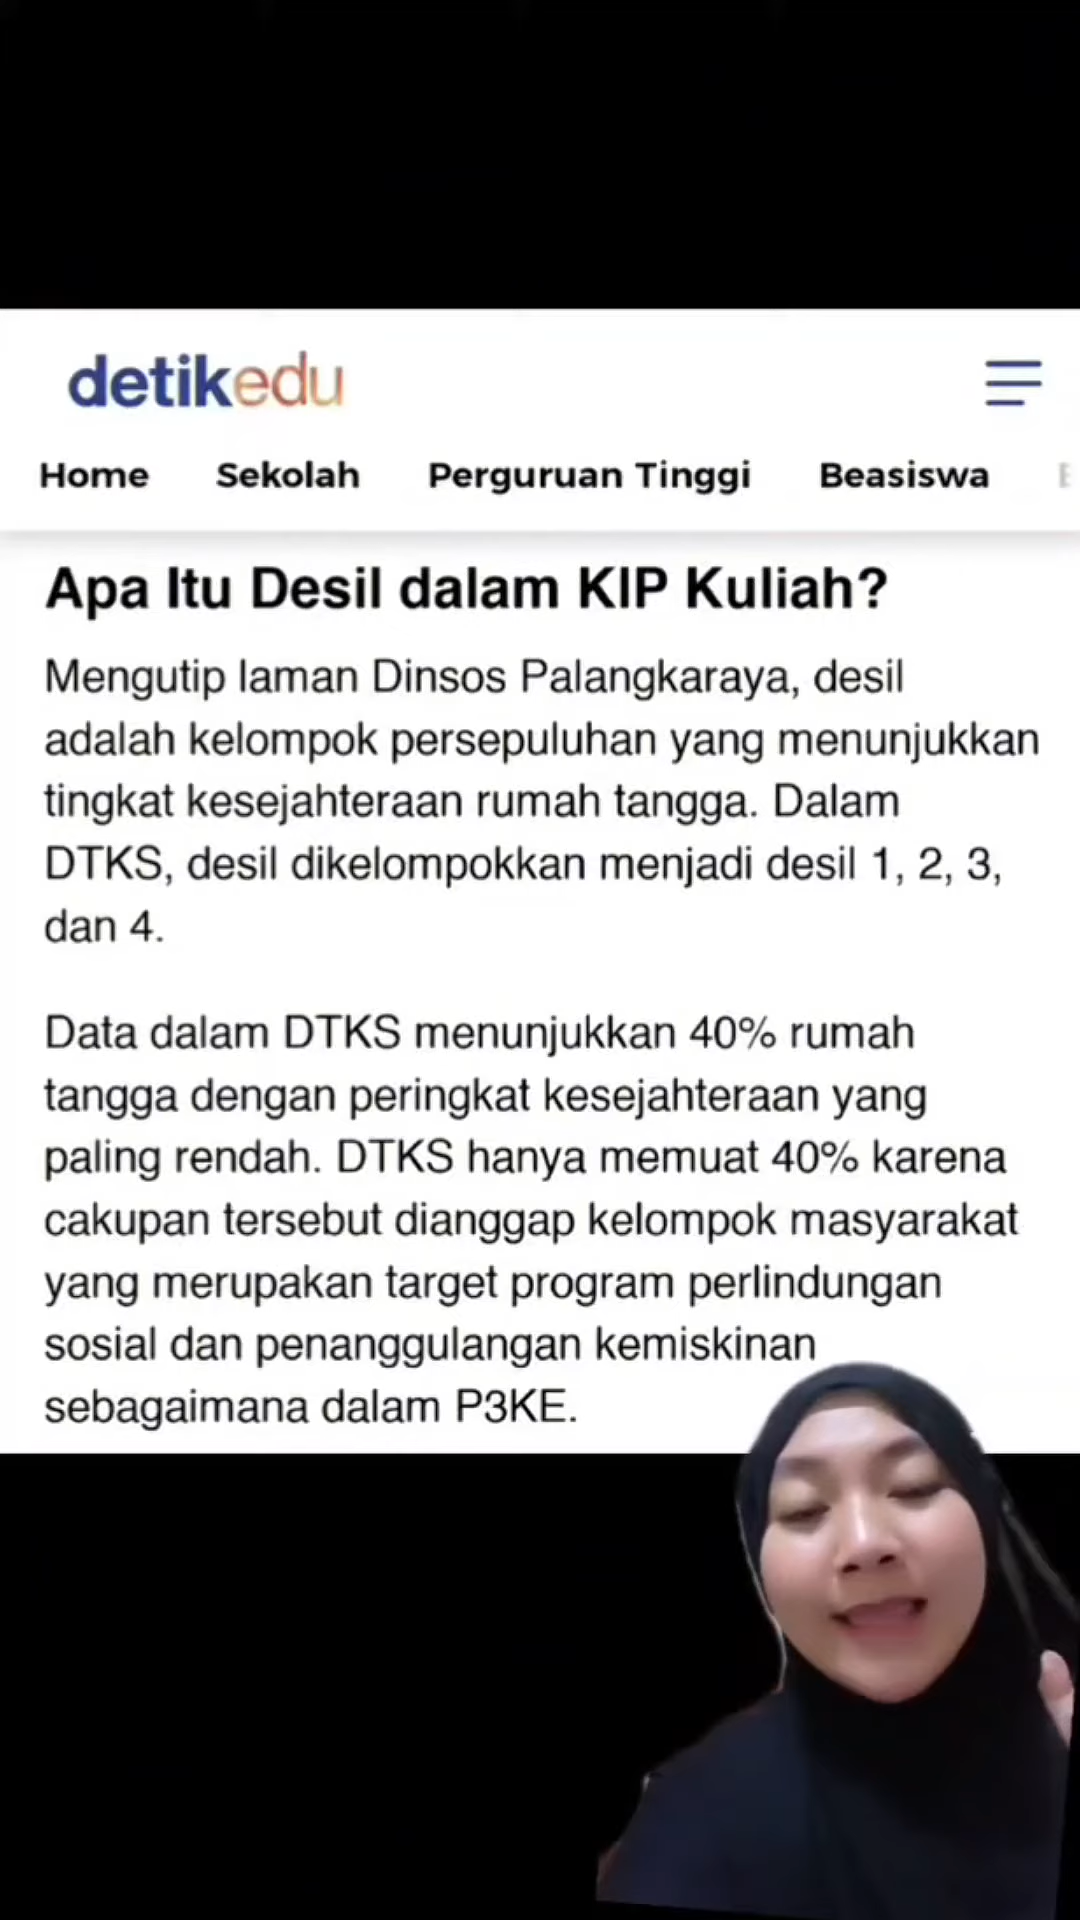 detikedu
Home Sekolah Perguruan Tinggi Beasiswa
Apa Itu Desil dalam KIP Kuliah?
Mengutip laman Dinsos Palangkaraya, desil
adalah kelompok persepuluhan yang menunjukkan
tingkat kesejahteraan rumah tangga. Dalam
DTKS, desil dikelompokkan menjadi desil 1, 2, 3,
dan 4.
Data dalam DTKS menunjukkan 40% rumah
tangga dengan peringkat kesejahteraan yang
paling rendah. DTKS hanya memuat 40% karena
cakupan tersebut dianggap kelompok masyarakat
yang merupakan target program perlindungan
sosial dan penanggulangan kemiskinan
sebagaimana dalam P3KE.